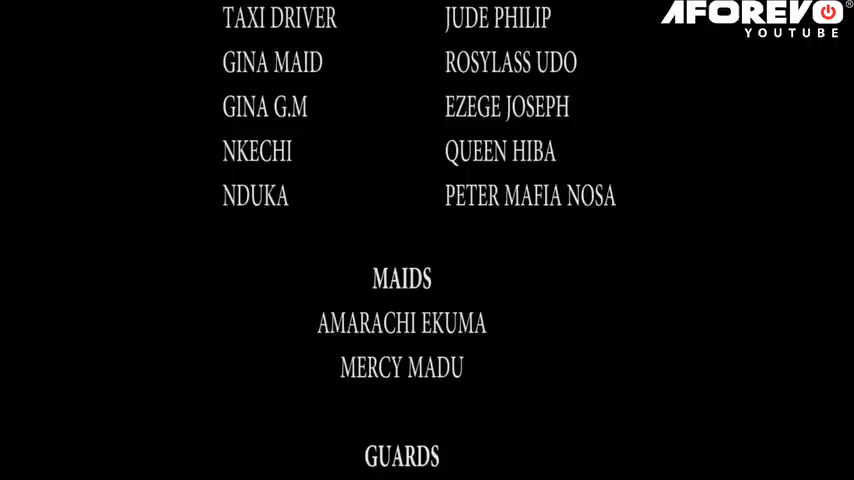 AFOREVO®
YOUTUBE
TAXI DRIVER JUDE PHILIP
GINA MAID ROSYLASS UDO
GINA G.M EZEGE JOSEPH
NKECHI QUEEN HIBA
NDUKA PETER MAFIA NOSA
MAIDS
AMARACHI EKUMA
MERCY MADU
GUARDS